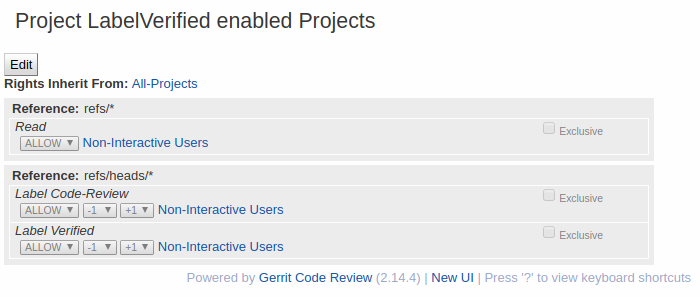 Project LabelVerified enabled Projects
Edit
Rights Inherit From: All-Projects
Reference: refs/*
Read
Exclusive
ALLOW ▼ Non-Interactive Users
Reference: refs/heads/*
Label Code-Review
Exclusive
ALLOW ▼ -1 ▼ +1 ▼ Non-Interactive Users
Label Verified
Exclusive
ALLOW ▼ -1 ▼ +1 ▼ Non-Interactive Users
Powered by Gerrit Code Review (2.14.4) | New UI | Press '?' to view keyboard shortcuts